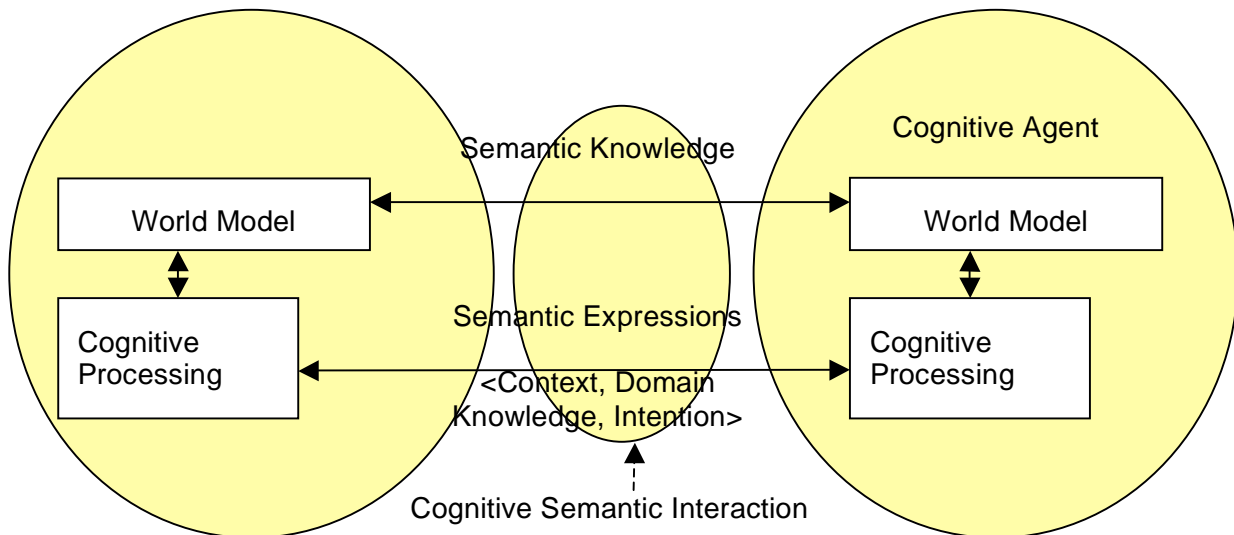 Cognitive Agent
Semantic Knowledge
World Model
World Model
Semantic Expressions
Cognitive
Processing
Cognitive
Processing
<Context, Domain
Knowledge, Intention>
Cognitive Semantic Interaction